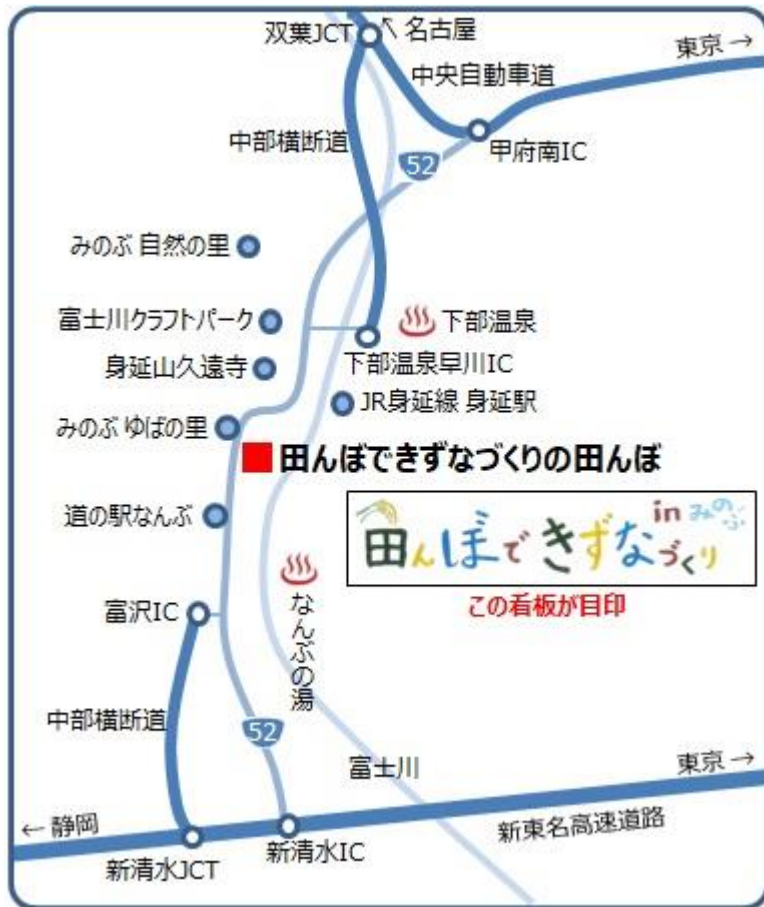 双葉JCT
↖ 名古屋
東京 →
中央自動車道
中部横断道
52
甲府南IC
みのぶ 自然の里
富士川クラフトパーク
下部温泉
下部温泉早川IC
身延山久遠寺
JR身延線 身延駅
みのぶ ゆばの里
田んぼできずなづくりの田んぼ
田んぼできずなづくり in みのぶ
この看板が目印
道の駅なんぶ
富沢IC
なんぶの湯
中部横断道
52
富士川
東京 →
← 静岡
新東名高速道路
新清水JCT
新清水IC